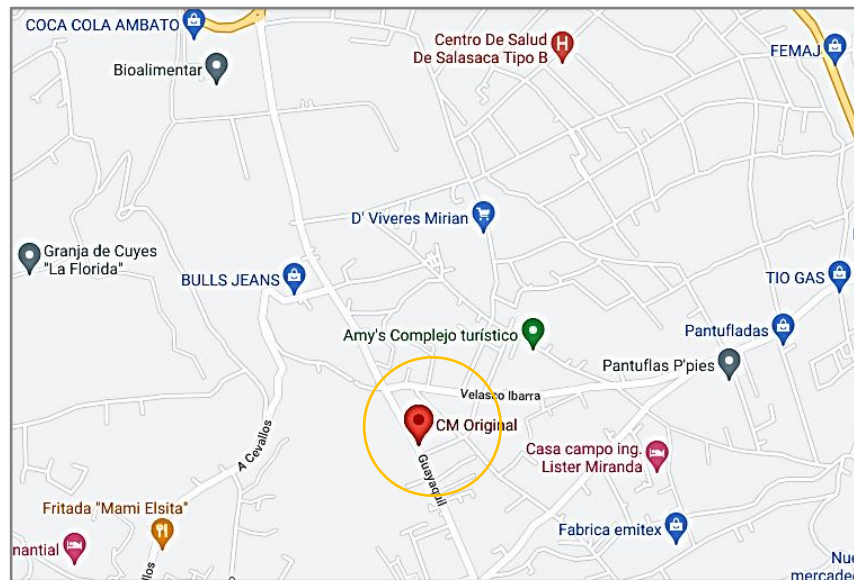 COCA COLA AMBATO
Bioalimentar
Centro De Salud
De Salasaca Tipo B
FEMAJ
D' Viveres Mirian
Granja de Cuyes
"La Florida"
BULLS JEANS
TIO GAS
Amy's Complejo turístico
Pantufladas
Pantuflas P'pies
Velasco Ibarra
CM Original
A Cevallos
Guayaquil
Casa campo ing.
Lister Miranda
Fritada "Mami Elsita"
nantial
Fabrica emitex
Cevallos
Nue
mercado